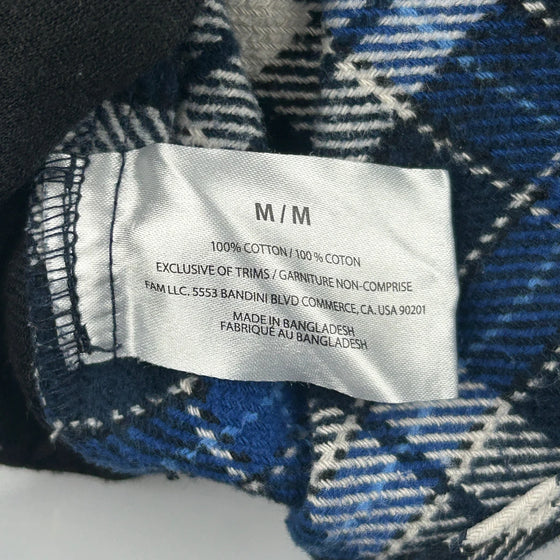 M / M
100% COTTON / 100 % COTON
EXCLUSIVE OF TRIMS / GARNITURE NON-COMPRISE
FAM LLC. 5553 BANDINI BLVD COMMERCE, CA. USA 90201
MADE IN BANGLADESH
FABRIQUÉ AU BANGLADESH